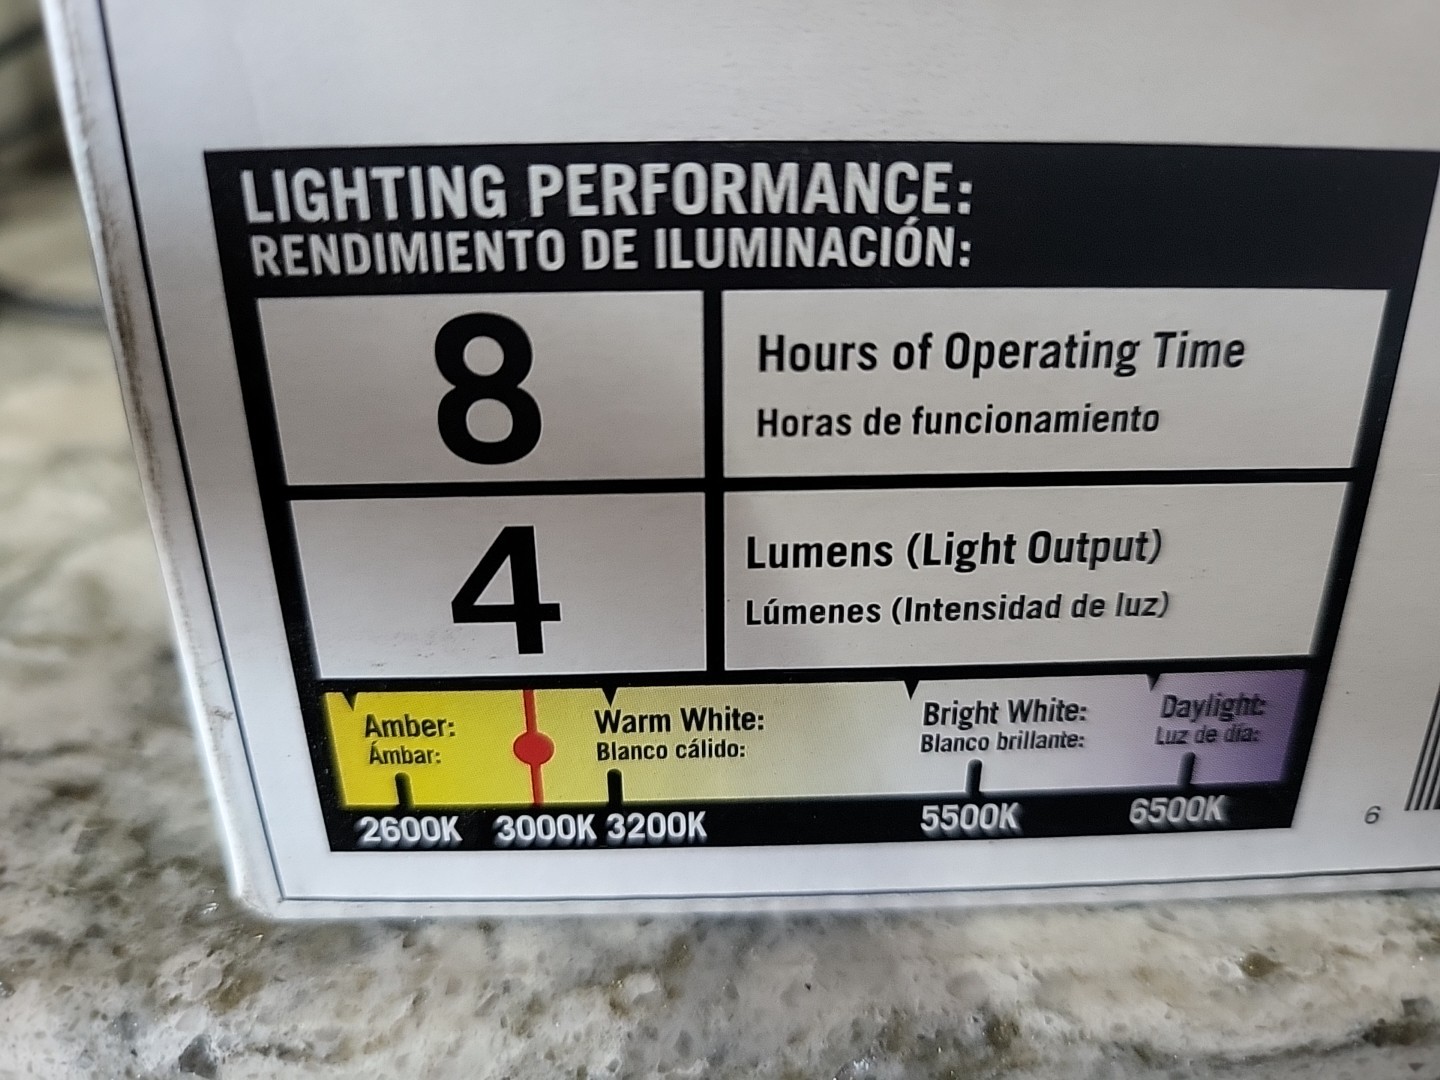 LIGHTING PERFORMANCE:
RENDIMIENTO DE ILUMINACIÓN:
8
Hours of Operating Time
Horas de funcionamiento
4
Lumens (Light Output)
Lúmenes (Intensidad de luz)
Amber:
Ámbar:
Warm White:
Blanco cálido:
Bright White:
Blanco brillante:
Daylight:
Luz de día:
2600K 3000K 3200K 5500K 6500K
6